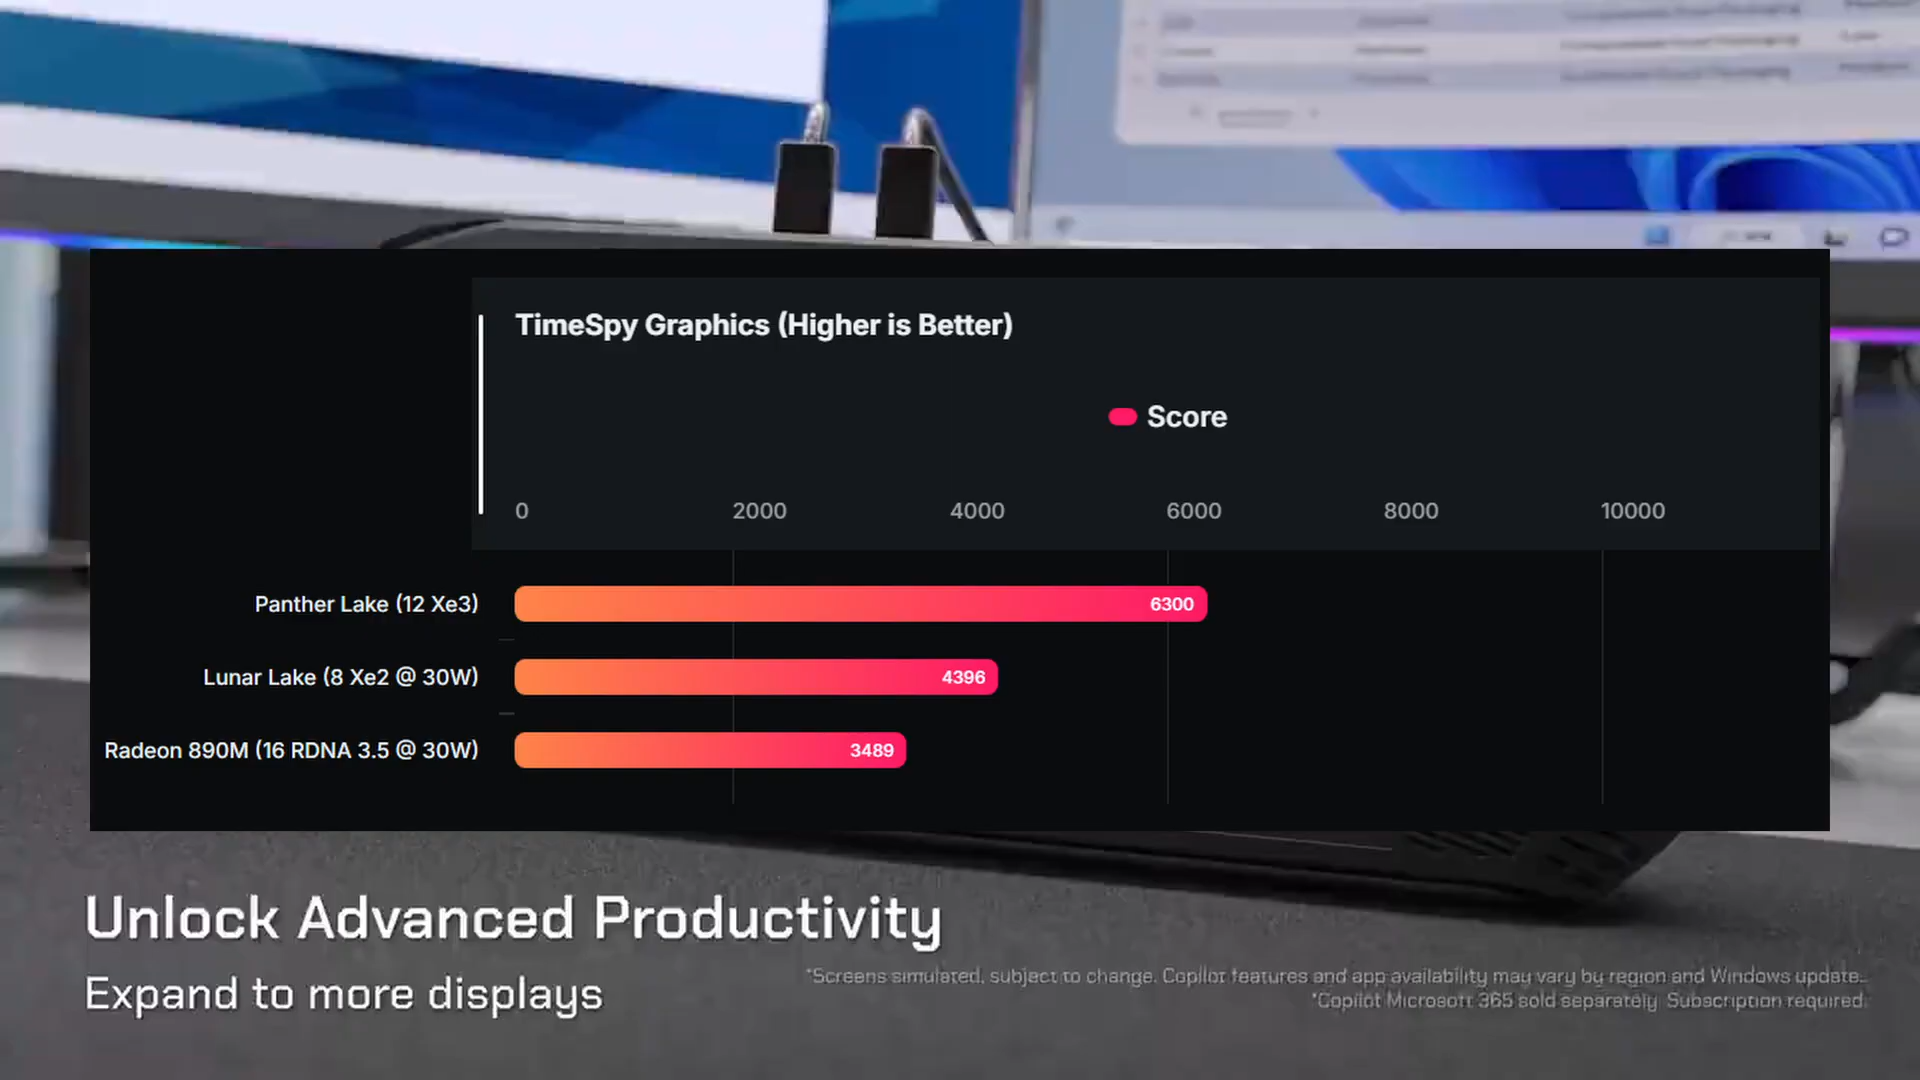 TimeSpy Graphics (Higher is Better)
Score
0 2000 4000 6000 8000 10000
Panther Lake (12 Xe3) 6300
Lunar Lake (8 Xe2 @ 30W) 4396
Radeon 890M (16 RDNA 3.5 @ 30W) 3489
Unlock Advanced Productivity
Expand to more displays
*Screens simulated, subject to change. Copilot features and app availability may vary by region and Windows update.
*Copilot Microsoft 365 sold separately. Subscription required.